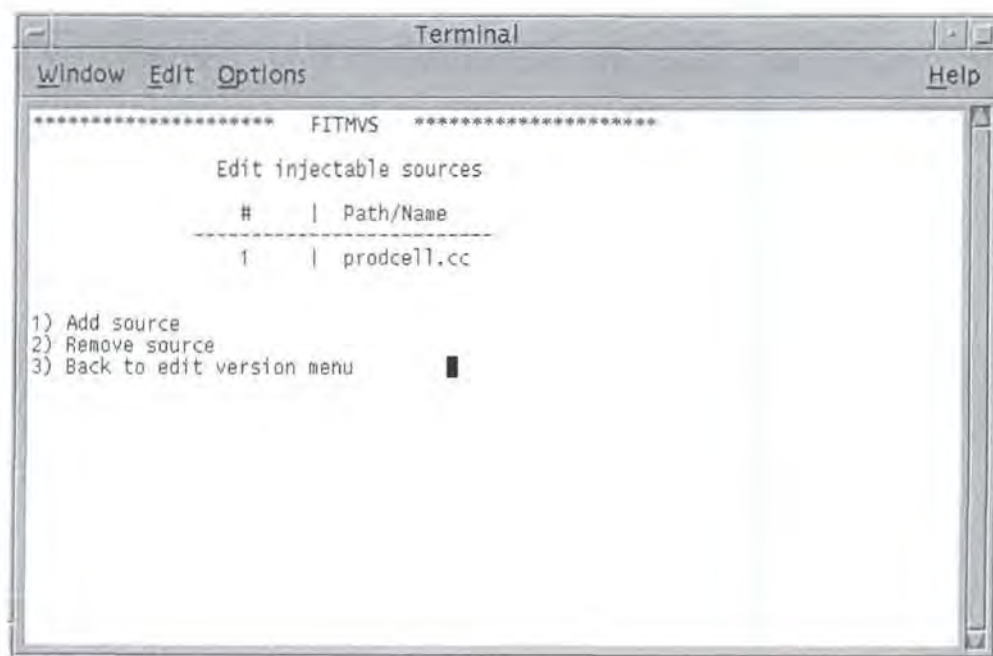 Terminal
Window Edit Options Help
********************* FITMVS *********************
Edit injectable sources
# | Path/Name
--------------------------
1 | prodcell.cc
1) Add source
2) Remove source
3) Back to edit version menu